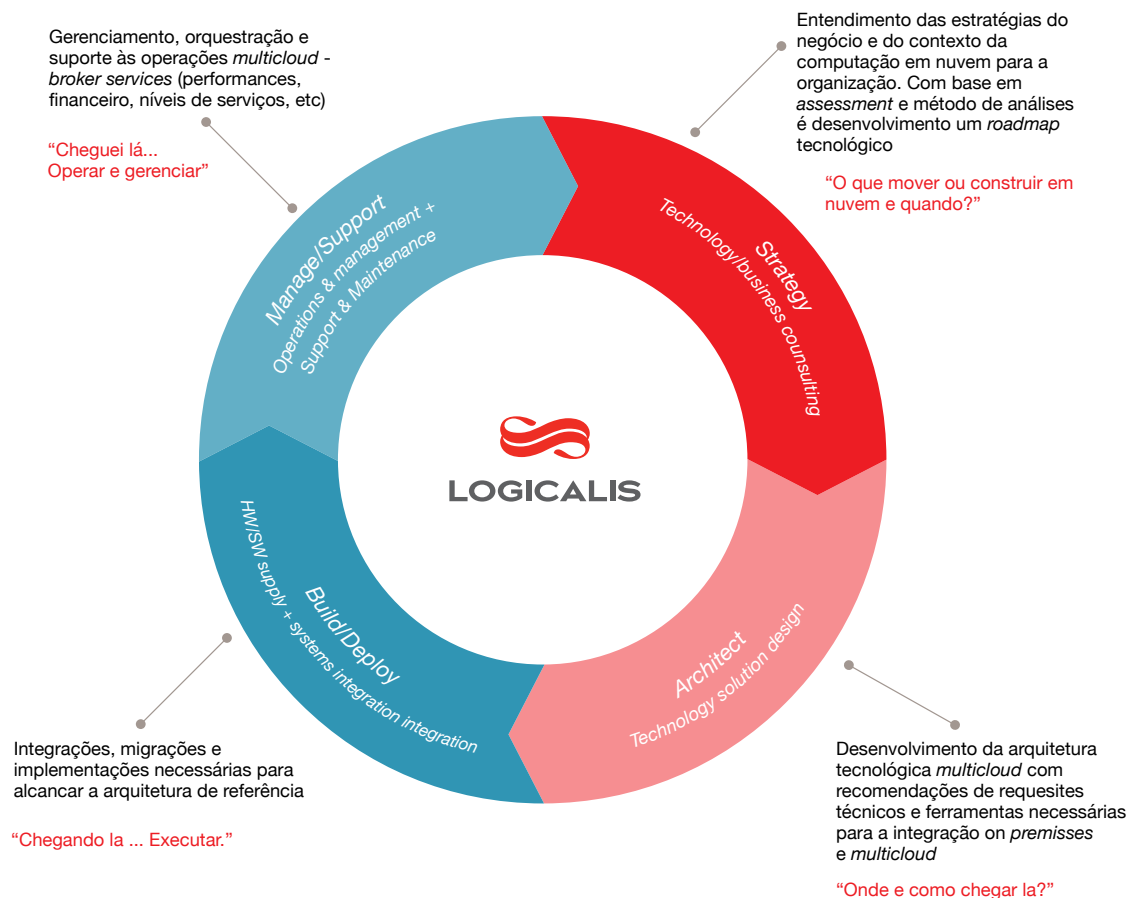 Gerenciamento, orquestração e
suporte às operações multicloud -
broker services (performances,
financeiro, níveis de serviços, etc)
“Cheguei lá...
Operar e gerenciar”
Entendimento das estratégias do
negócio e do contexto da
computação em nuvem para a
organização. Com base em
assessment e método de análises
é desenvolvimento um roadmap
tecnológico
“O que mover ou construir em
nuvem e quando?”
Manage/Support
Operations & management +
Support & Maintenance
Strategy
Technology/business counsulting
LOGICALIS
Build/Deploy
HW/SW supply + systems integration integration
Architect
Technology solution design
Integrações, migrações e
implementações necessárias para
alcancar a arquitetura de referência
“Chegando la ... Executar.”
Desenvolvimento da arquitetura
tecnológica multicloud com
recomendações de requesites
técnicos e ferramentas necessárias
para a integração on premisses
e multicloud
“Onde e como chegar la?”